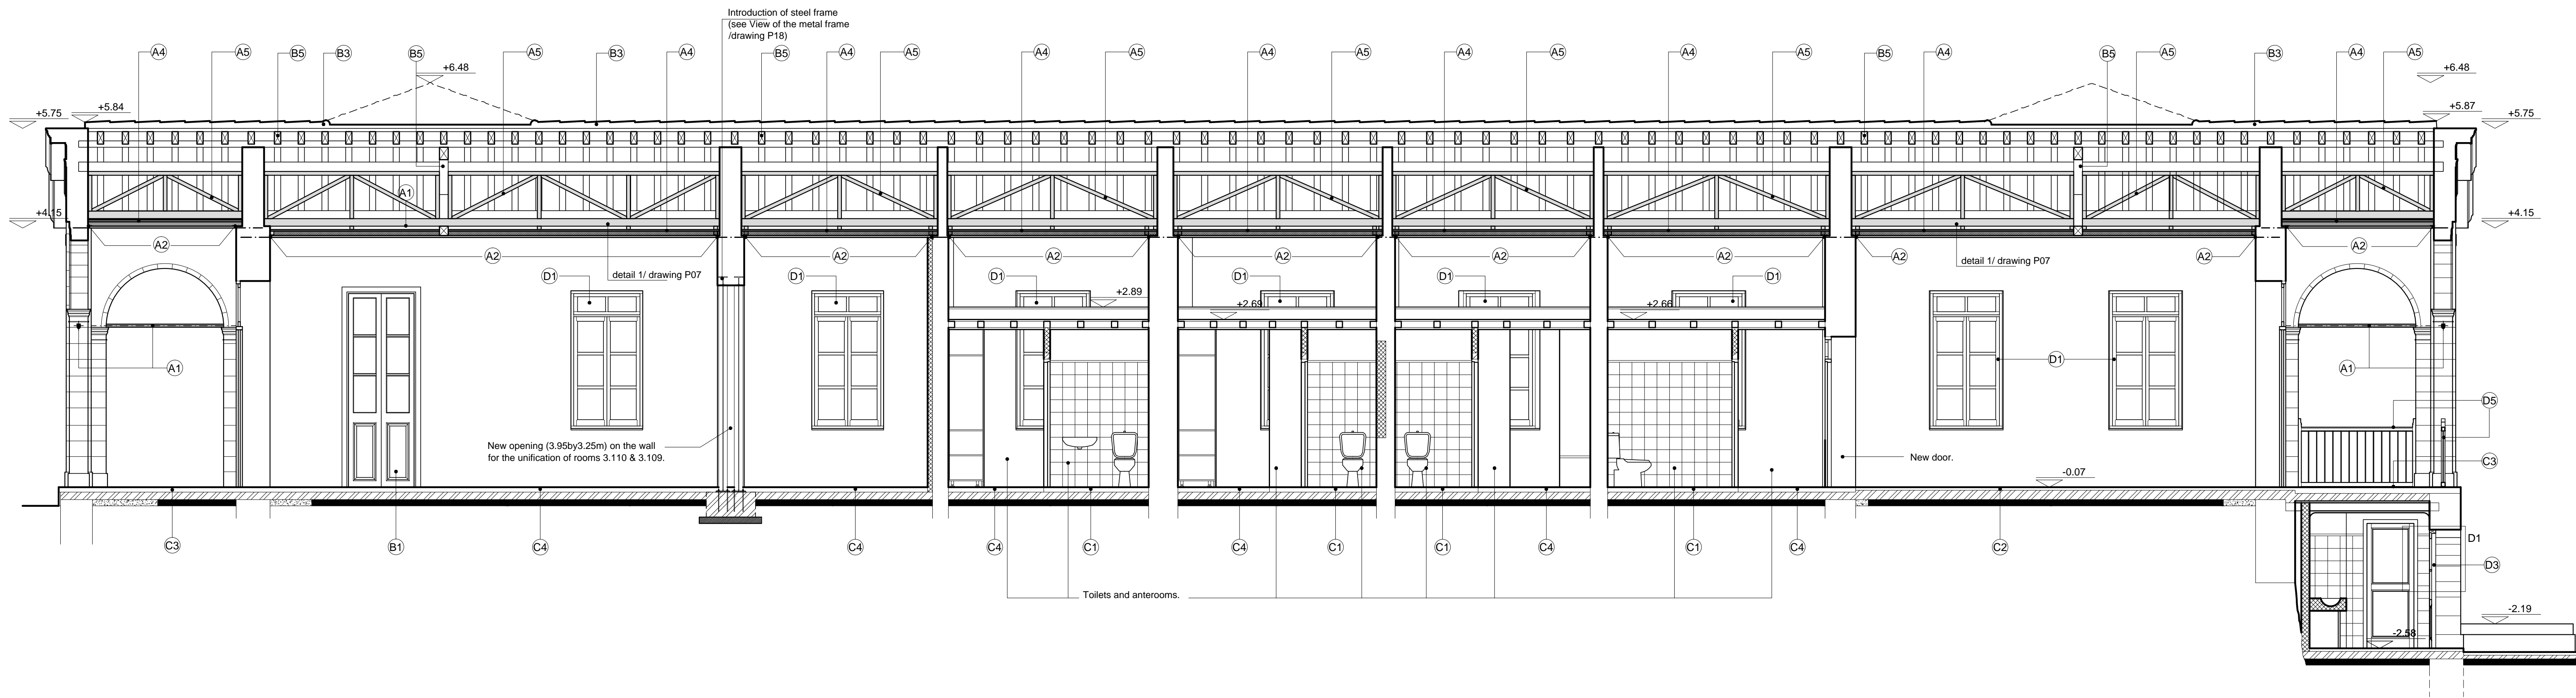 Introduction of steel frame
(see View of the metal frame
/drawing P18)
A4 A5 B5 B3 B5 A5 B3 A4 B5 A4 A5 A4 A5 A4 A5 A4 A5 A4 A5 B5 A4 B5 A5 B3 A4 A5
+6.48 +6.48
+5.75 +5.84 +5.87 +5.75
A1
+4.15 +4.15
A2 A2 A2 A2 A2 A2 A2 A2 A2 A2
detail 1/ drawing P07 detail 1/ drawing P07
D1 D1 D1 D1 D1 D1
+2.89
+2.69 +2.66
A1 D1 A1
D5
New opening (3.95by3.25m) on the wall
for the unification of rooms 3.110 & 3.109.
New door.
C3
-0.07
C3 B1 C4 C4 C4 C1 C4 C1 C1 C4 C1 C4 C2
D1
D3
Toilets and anterooms.
-2.19
-2.58